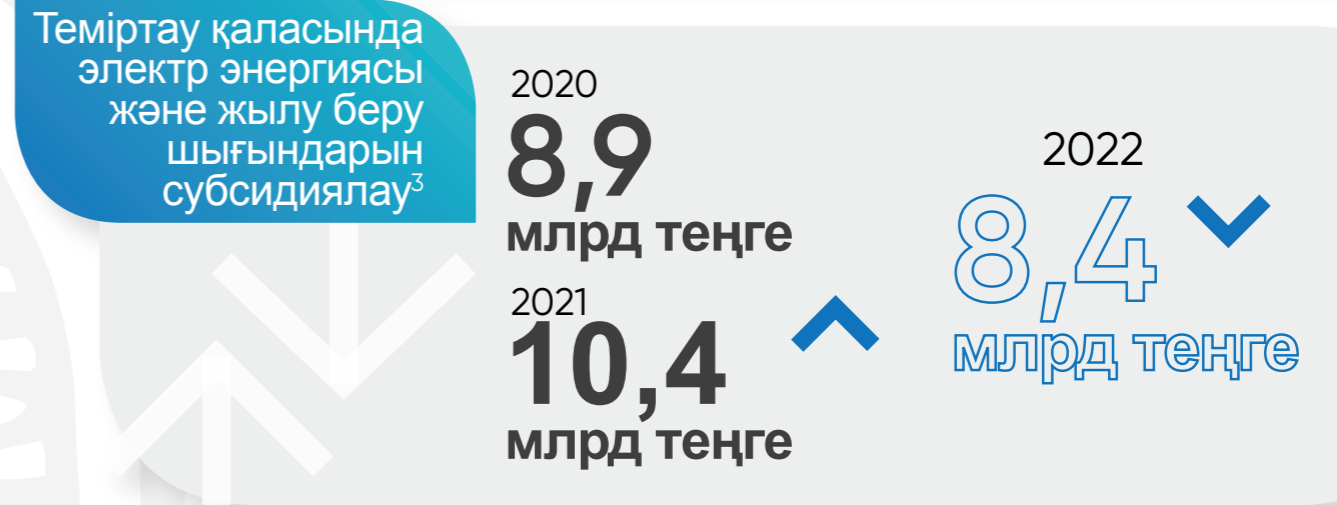 Теміртау қаласында
электр энергиясы
және жылу беру
шығындарын
субсидиялау³
2020
8,9
млрд теңге
2021
10,4
млрд теңге
2022
8,4
млрд теңге